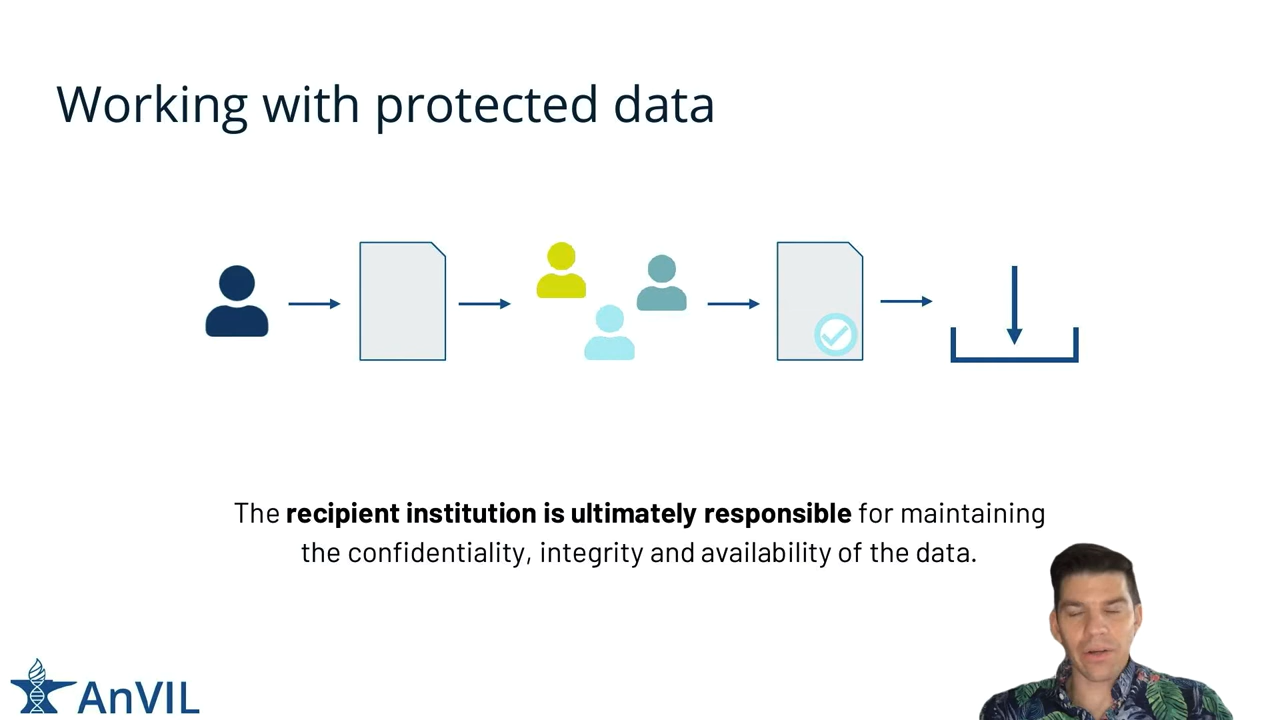 Working with protected data
The recipient institution is ultimately responsible for maintaining
the confidentiality, integrity and availability of the data.
AnVIL